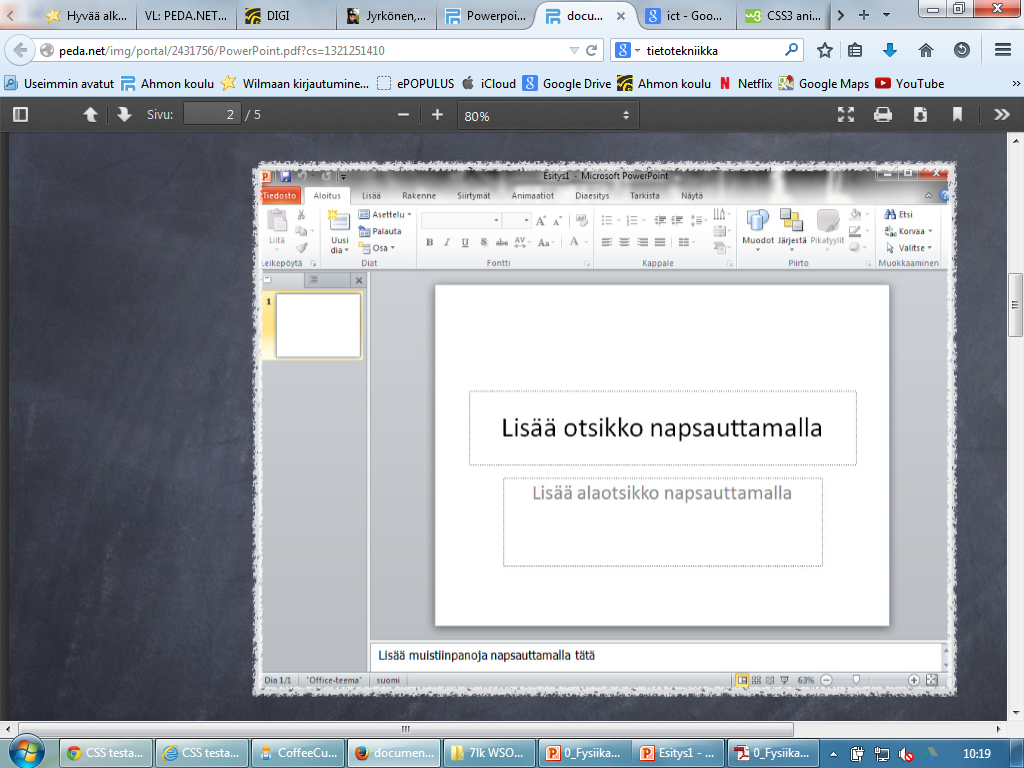 Hyvää alk...
VL: PEDA.NET...
DIGI
Jyrkönen,...
Powerpoi...
docu...
ict - Goo...
CSS3 ani...
peda.net/img/portal/2431756/PowerPoint.pdf?cs=1321251410
tietotekniikka
Useimmin avatut
Ahmon koulu
Wilmaan kirjautumine...
ePOPULUS
iCloud
Google Drive
Ahmon koulu
Netflix
Google Maps
YouTube
Sivu: 2 / 5
80%
Esitys1 - Microsoft PowerPoint
Tiedosto
Aloitus
Lisää
Rakenne
Siirtymät
Animaatiot
Diaesitys
Tarkista
Näytä
Liitä
Leikepöytä
Uusi
dia
Asettelu
Palauta
Osa
Diat
B I U S abc AV Aa A
Fontti
Kappale
Muodot
Järjestä
Pikatyylit
Piirto
Etsi
Korvaa
Valitse
Muokkaaminen
1
Lisää otsikko napsauttamalla
Lisää alaotsikko napsauttamalla
Lisää muistiinpanoja napsauttamalla tätä
Dia 1/1
"Office-teema"
suomi
63%
CSS testa...
CSS testa...
CoffeeCu...
documen...
7lk WSO...
0_Fysiika...
Esitys1 - ...
0_Fysiika...
10:19